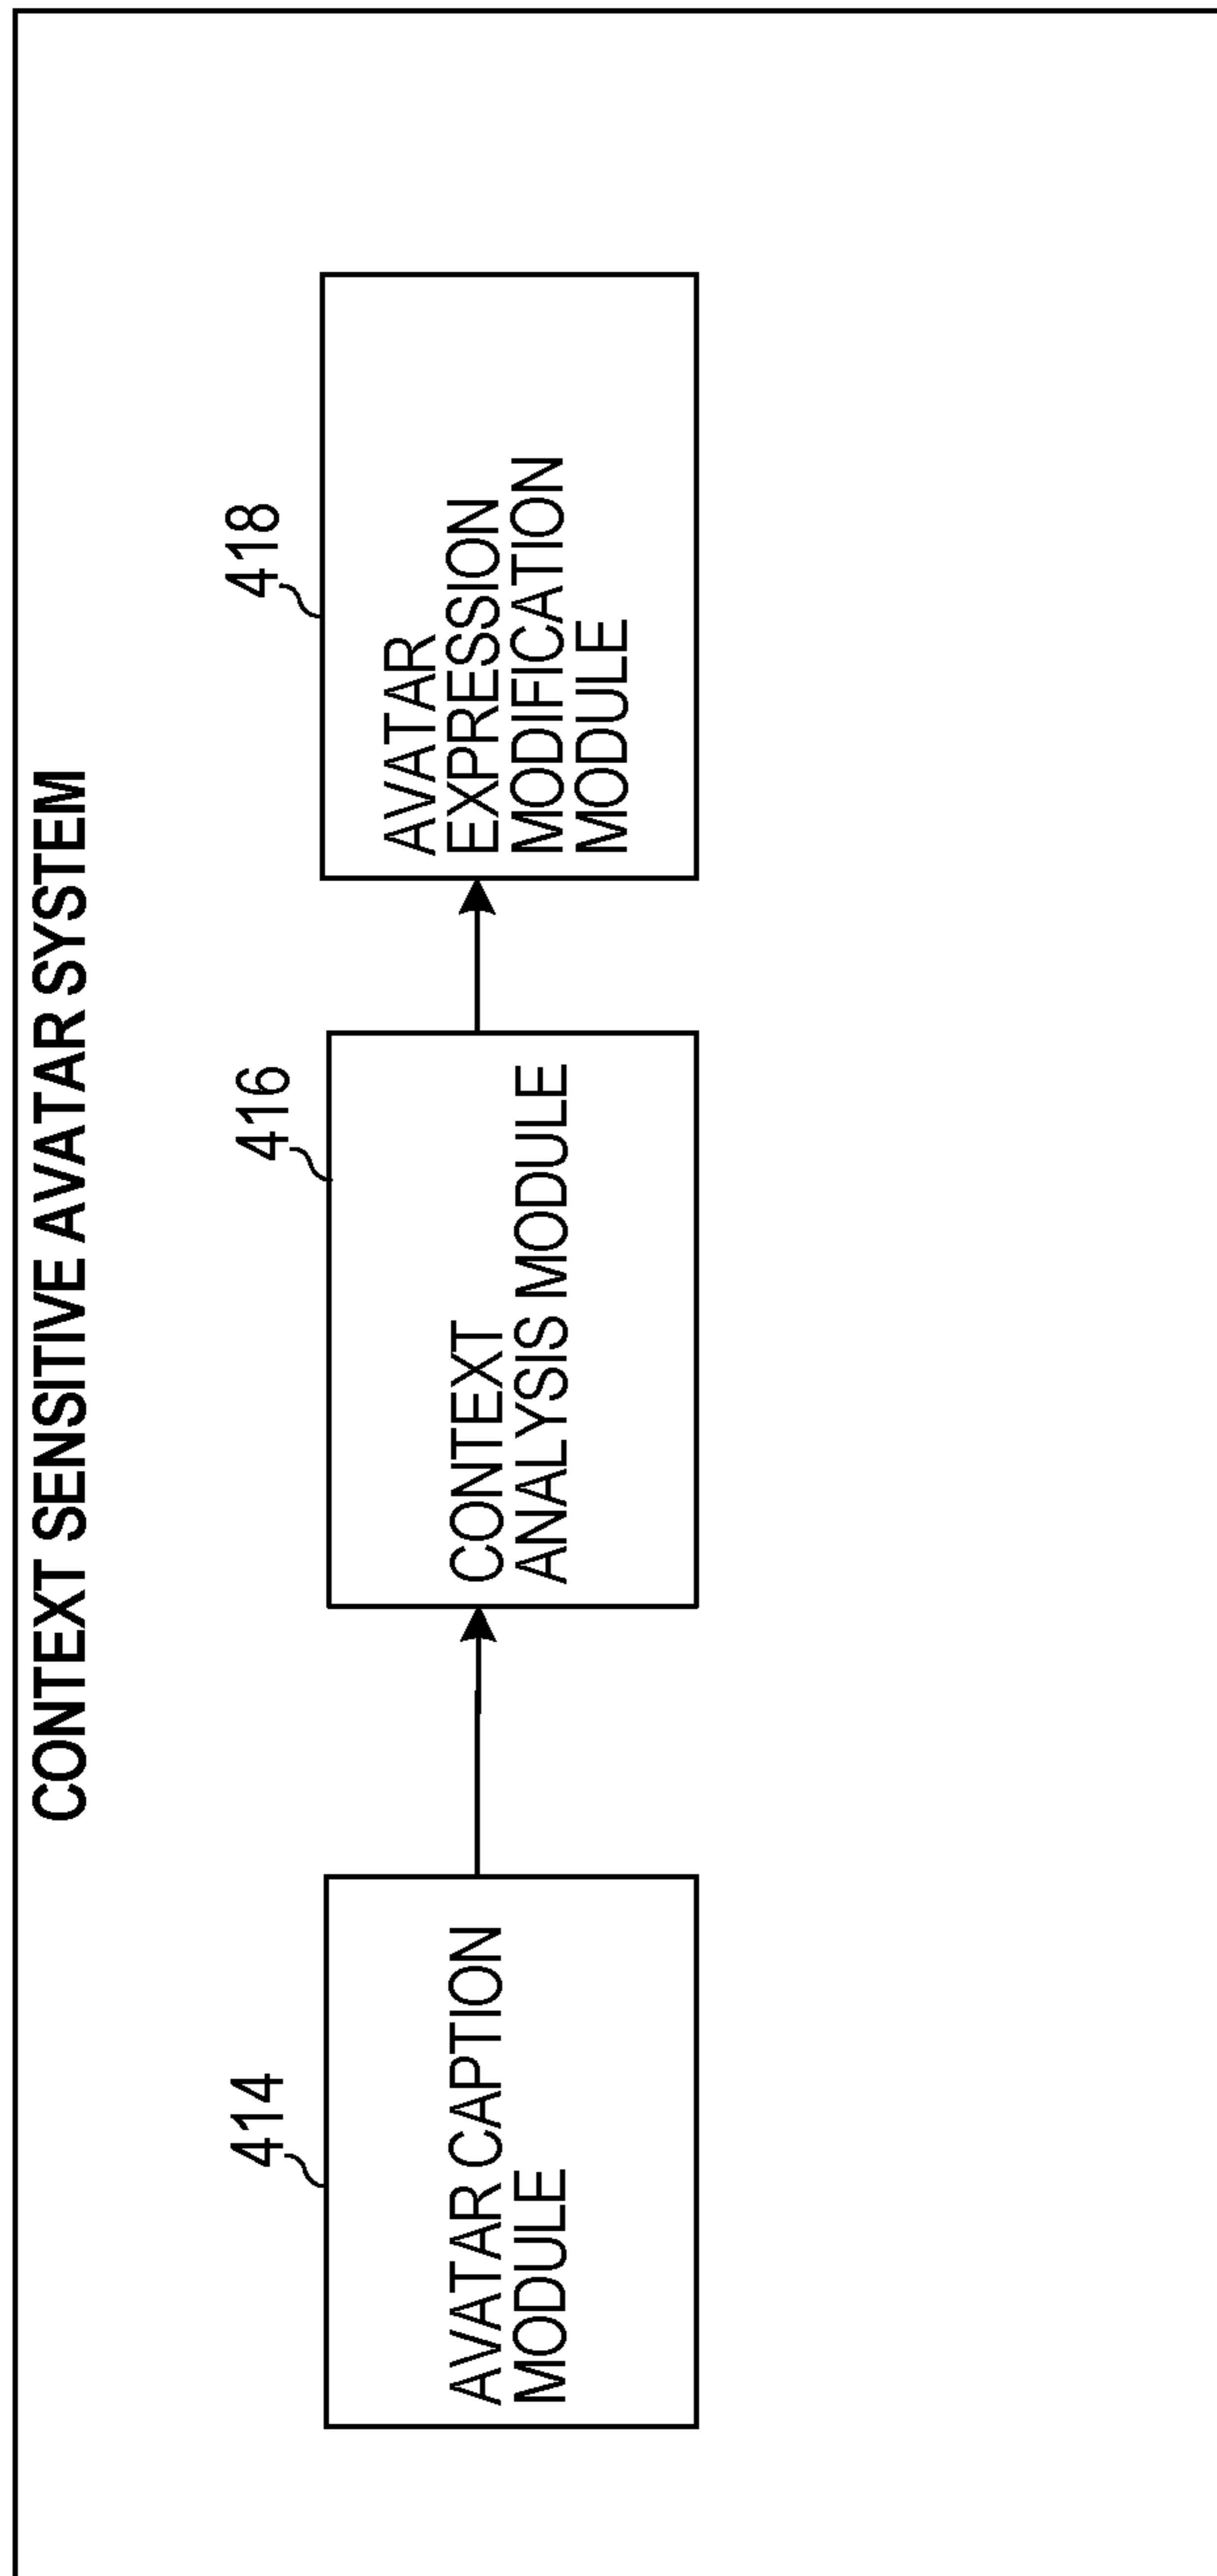 CONTEXT SENSITIVE AVATAR SYSTEM
414
AVATAR CAPTION
MODULE
416
CONTEXT
ANALYSIS MODULE
418
AVATAR
EXPRESSION
MODIFICATION
MODULE